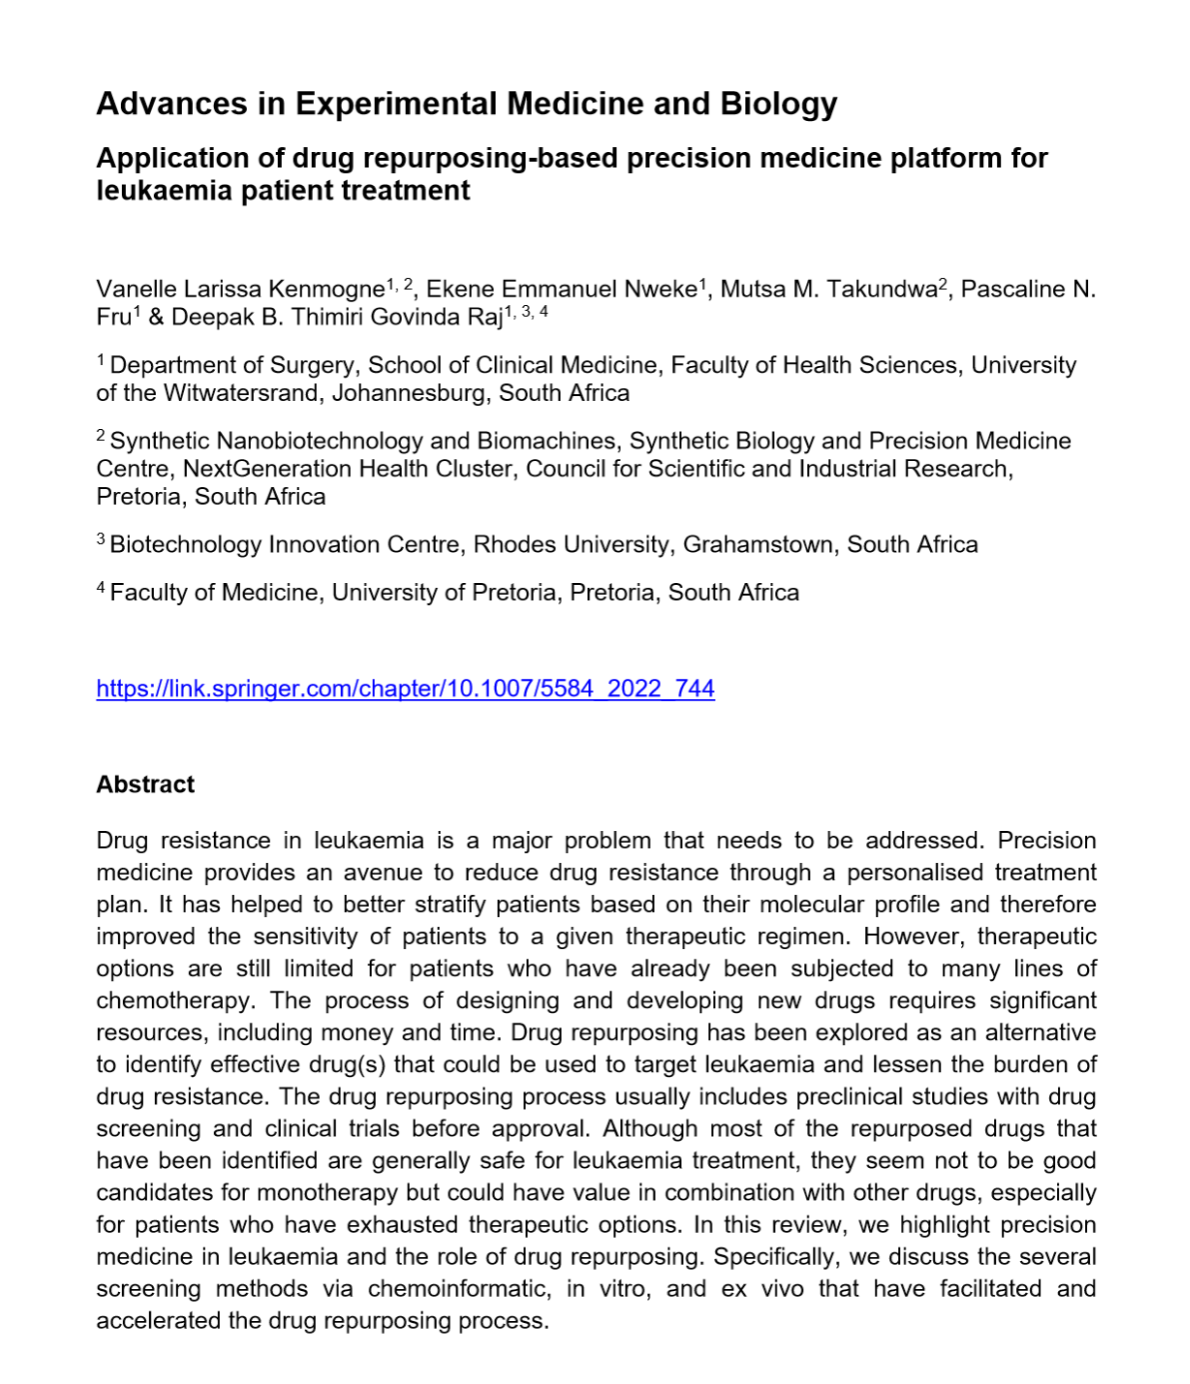 Advances in Experimental Medicine and Biology
Application of drug repurposing-based precision medicine platform for
leukaemia patient treatment
Vanelle Larissa Kenmogne1, 2, Ekene Emmanuel Nweke1, Mutsa M. Takundwa2, Pascaline N.
Fru1 & Deepak B. Thimiri Govinda Raj1, 3, 4
1 Department of Surgery, School of Clinical Medicine, Faculty of Health Sciences, University
of the Witwatersrand, Johannesburg, South Africa
2 Synthetic Nanobiotechnology and Biomachines, Synthetic Biology and Precision Medicine
Centre, NextGeneration Health Cluster, Council for Scientific and Industrial Research,
Pretoria, South Africa
3 Biotechnology Innovation Centre, Rhodes University, Grahamstown, South Africa
4 Faculty of Medicine, University of Pretoria, Pretoria, South Africa
https://link.springer.com/chapter/10.1007/5584_2022_744
Abstract
Drug resistance in leukaemia is a major problem that needs to be addressed. Precision
medicine provides an avenue to reduce drug resistance through a personalised treatment
plan. It has helped to better stratify patients based on their molecular profile and therefore
improved the sensitivity of patients to a given therapeutic regimen. However, therapeutic
options are still limited for patients who have already been subjected to many lines of
chemotherapy. The process of designing and developing new drugs requires significant
resources, including money and time. Drug repurposing has been explored as an alternative
to identify effective drug(s) that could be used to target leukaemia and lessen the burden of
drug resistance. The drug repurposing process usually includes preclinical studies with drug
screening and clinical trials before approval. Although most of the repurposed drugs that
have been identified are generally safe for leukaemia treatment, they seem not to be good
candidates for monotherapy but could have value in combination with other drugs, especially
for patients who have exhausted therapeutic options. In this review, we highlight precision
medicine in leukaemia and the role of drug repurposing. Specifically, we discuss the several
screening methods via chemoinformatic, in vitro, and ex vivo that have facilitated and
accelerated the drug repurposing process.